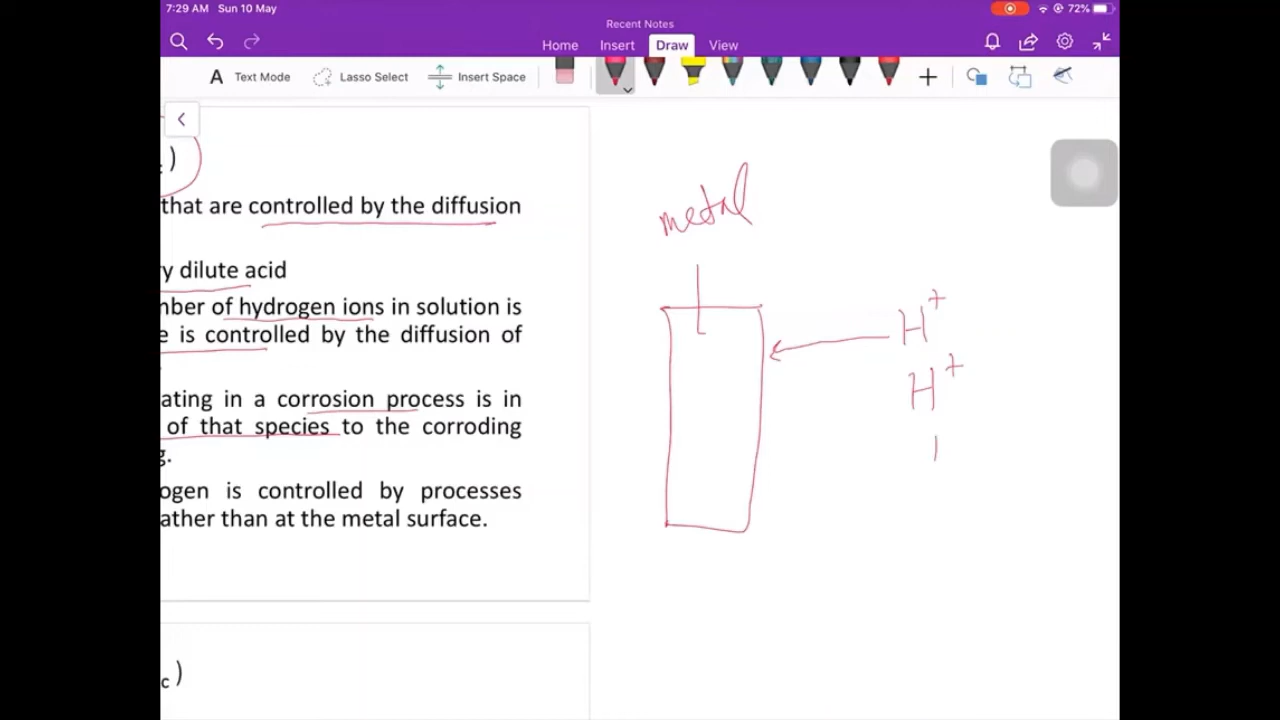 7:29 AM Sun 10 May
72%
Recent Notes
Home Insert Draw View
A Text Mode Lasso Select Insert Space
)
that are controlled by the diffusion
y dilute acid
mber of hydrogen ions in solution is
e is controlled by the diffusion of
ating in a corrosion process is in
of that species to the corroding
g.
ogen is controlled by processes
ather than at the metal surface.
c)
metal
H+
H+